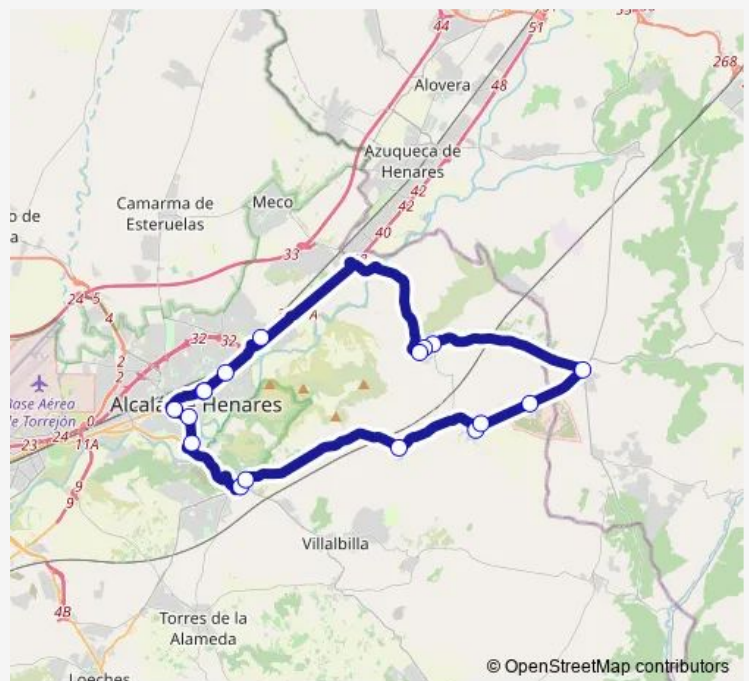 44
51
268
Alovera
48
Azuqueca de
Henares
42
42
Camarma de
Esteruelas
Meco
40
o de
a
33
24
5
4
A
32
32
2
2
Base Aérea
de Torrejón
Alcalá de Henares
0
24
23
11A
9
9
Villalbilla
4B
Torres de la
Alameda
© OpenStreetMap contributors
Loeches